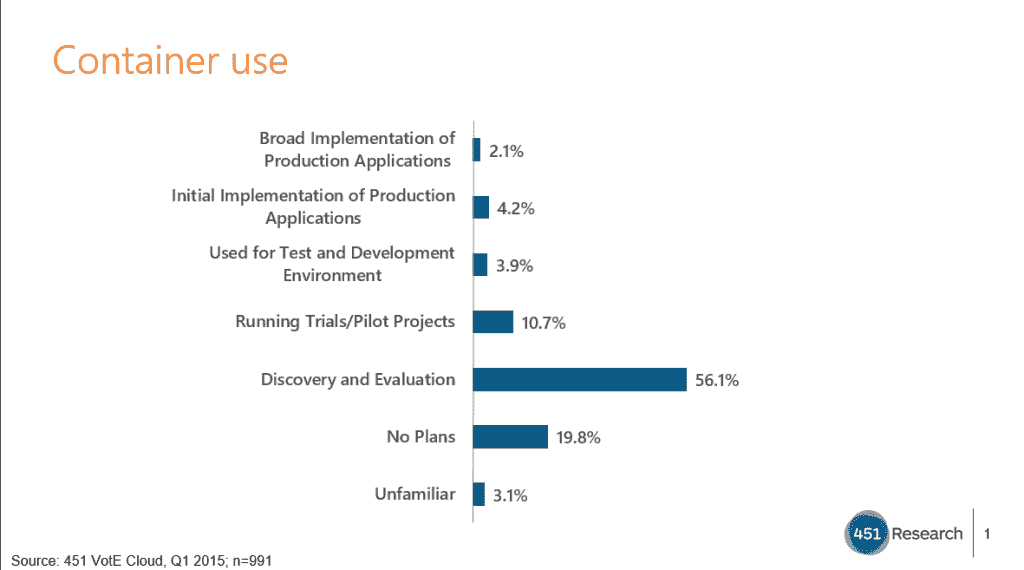 Container use
Broad Implementation of
Production Applications
2.1%
Initial Implementation of Production
Applications
4.2%
Used for Test and Development
Environment
3.9%
Running Trials/Pilot Projects
10.7%
Discovery and Evaluation
56.1%
No Plans
19.8%
Unfamiliar
3.1%
451 Research
1
Source: 451 VotE Cloud, Q1 2015; n=991